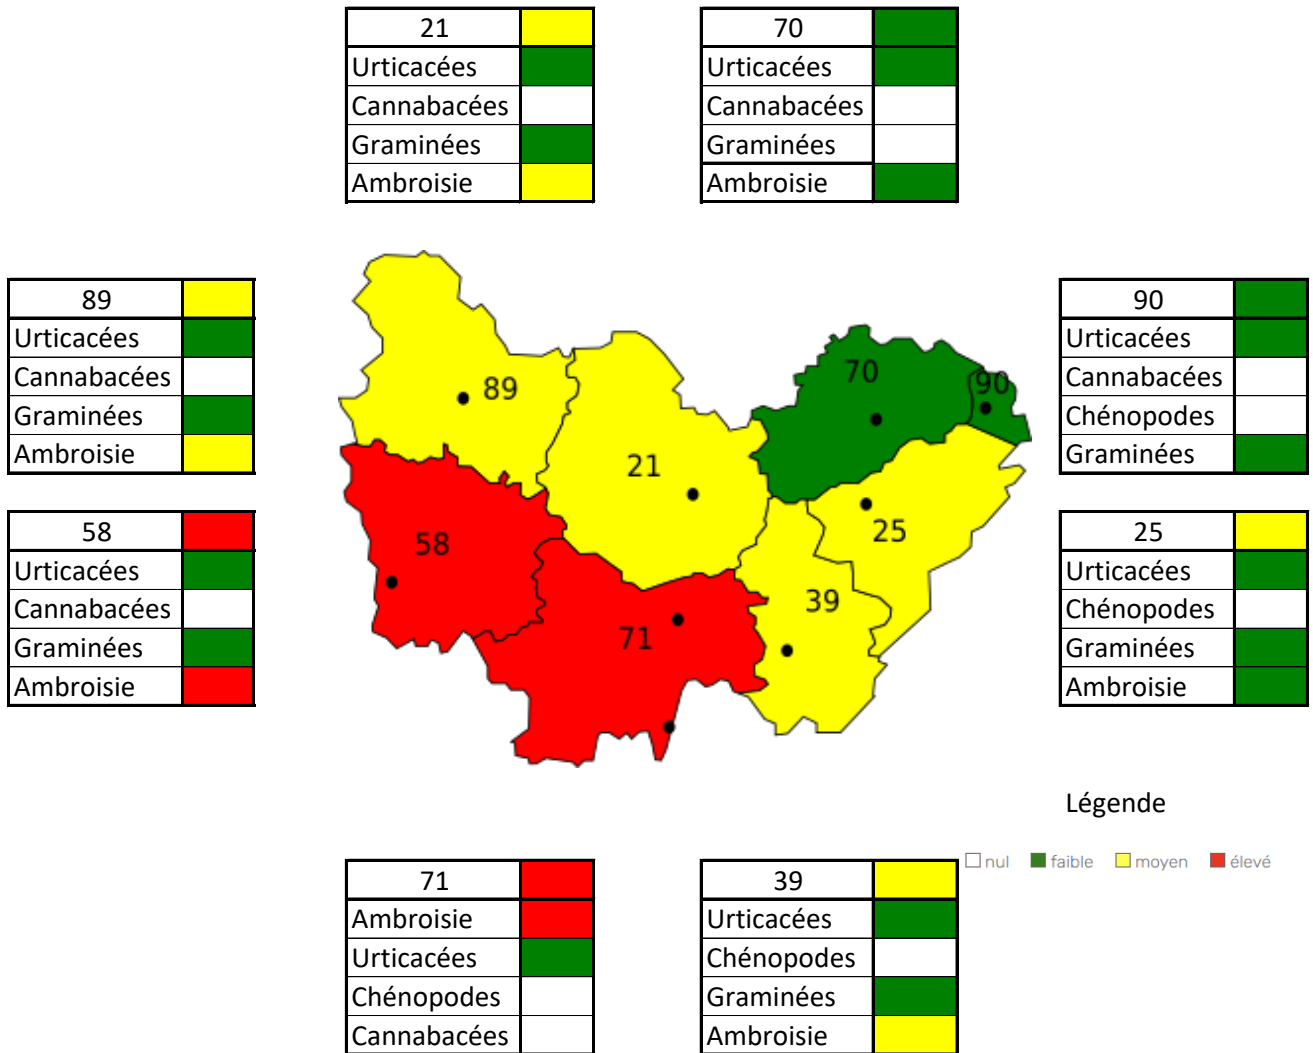 21
Urticacées
Cannabacées
Graminées
Ambroisie
70
Urticacées
Cannabacées
Graminées
Ambroisie
89
Urticacées
Cannabacées
Graminées
Ambroisie
58
Urticacées
Cannabacées
Graminées
Ambroisie
89
21
70
90
58
25
71
39
90
Urticacées
Cannabacées
Chénopodes
Graminées
25
Urticacées
Chénopodes
Graminées
Ambroisie
Légende
nul faible moyen élevé
71
Ambroisie
Urticacées
Chénopodes
Cannabacées
39
Urticacées
Chénopodes
Graminées
Ambroisie